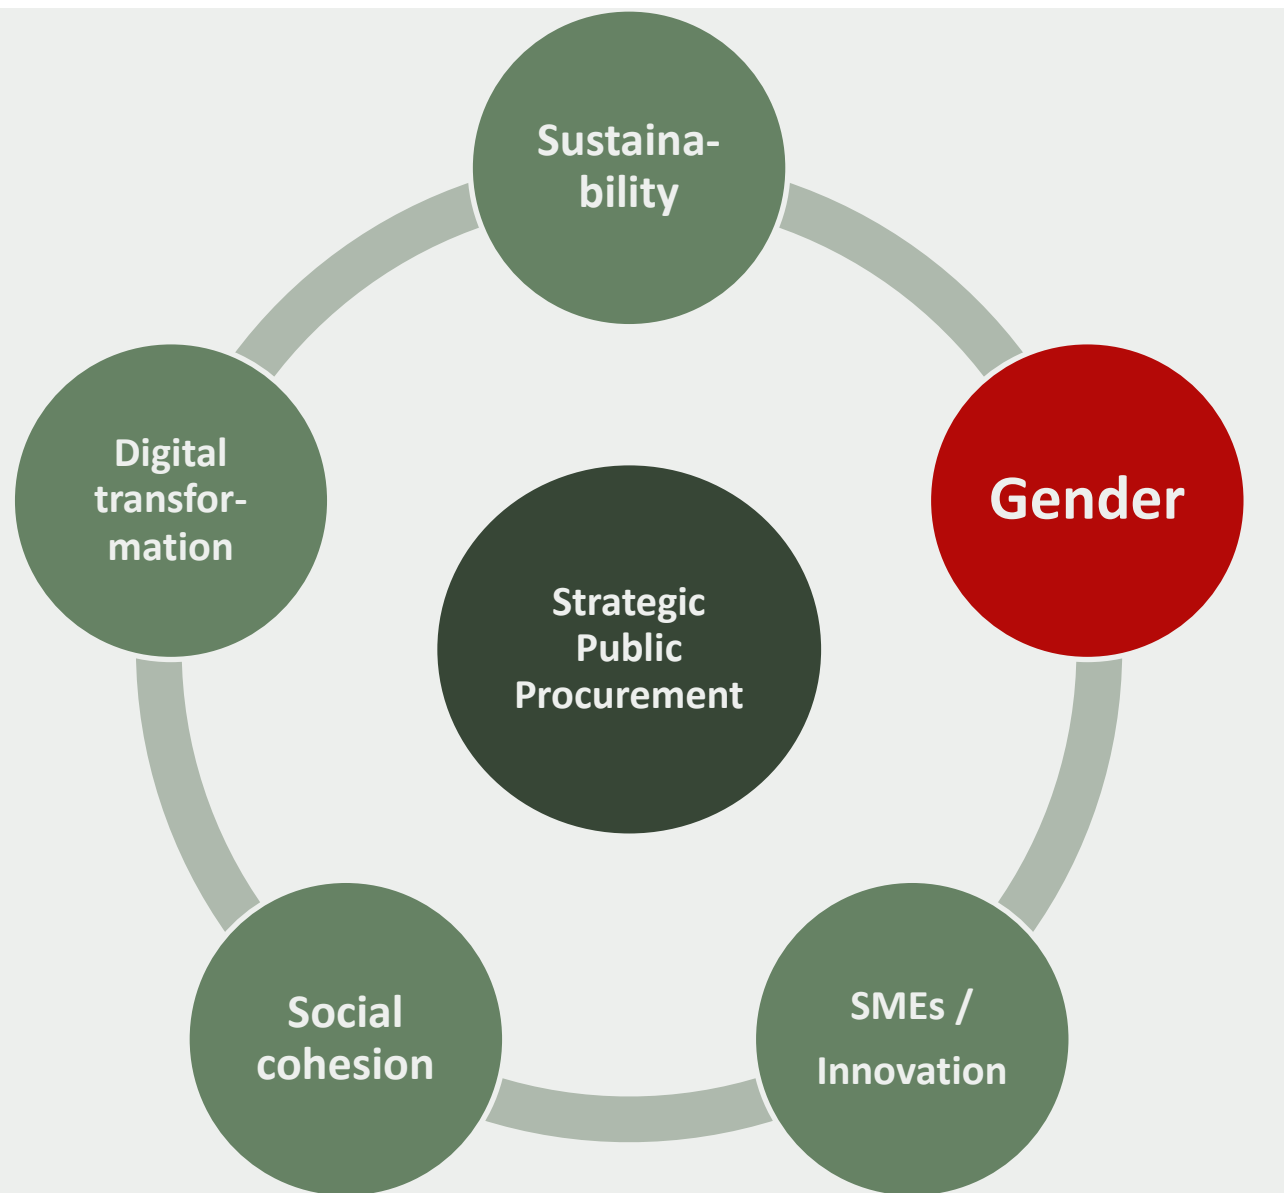 Sustaina-
bility
Gender
SMEs /
Innovation
Social
cohesion
Digital
transfor-
mation
Strategic
Public
Procurement